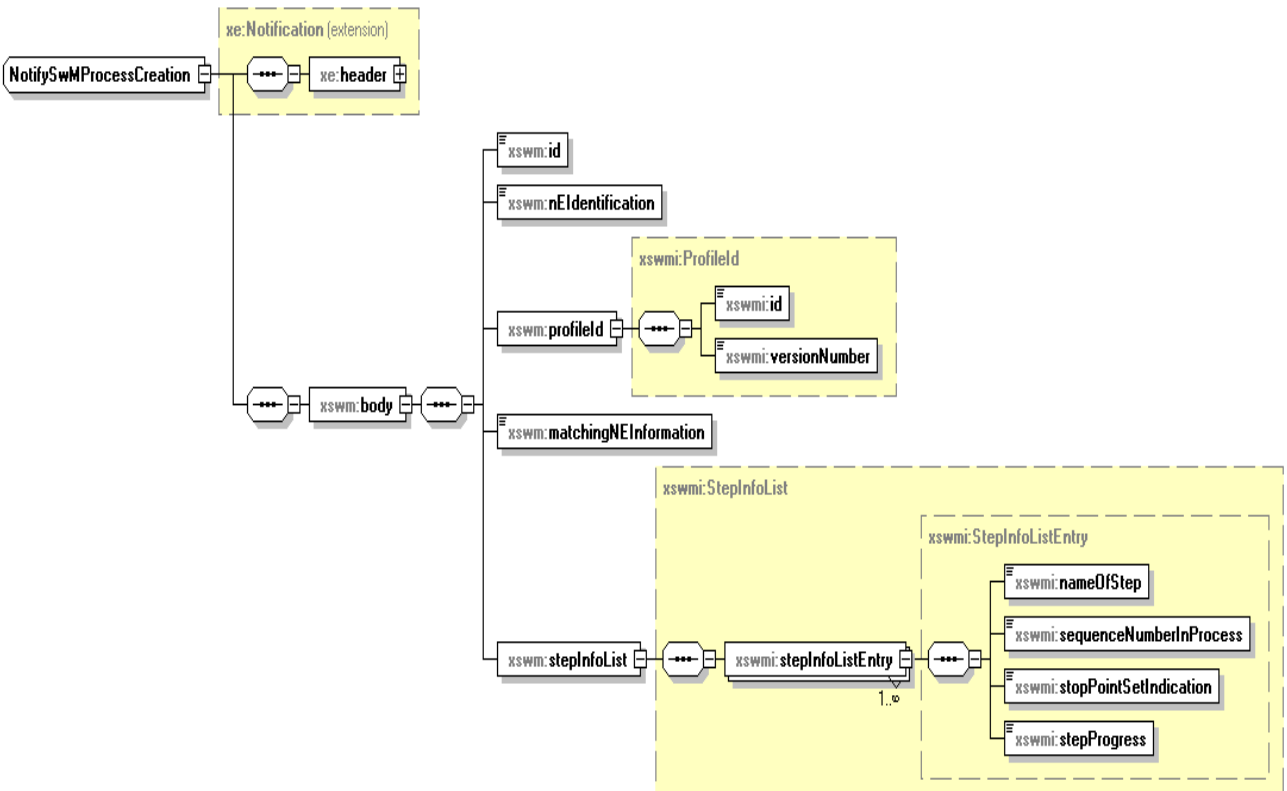 xe:Notification (extension)
NotifySwMProcessCreation
xe:header
xswm:id
xswm:nEIdentification
xswmi:ProfileId
xswmi:id
xswm:profileId
xswmi:versionNumber
xswm:body
xswm:matchingNEInformation
xswmi:StepInfoList
xswmi:StepInfoListEntry
xswmi:nameOfStep
xswmi:sequenceNumberInProcess
xswm:stepInfoList
xswmi:stepInfoListEntry
xswmi:stopPointSetIndication
1..∞
xswmi:stepProgress